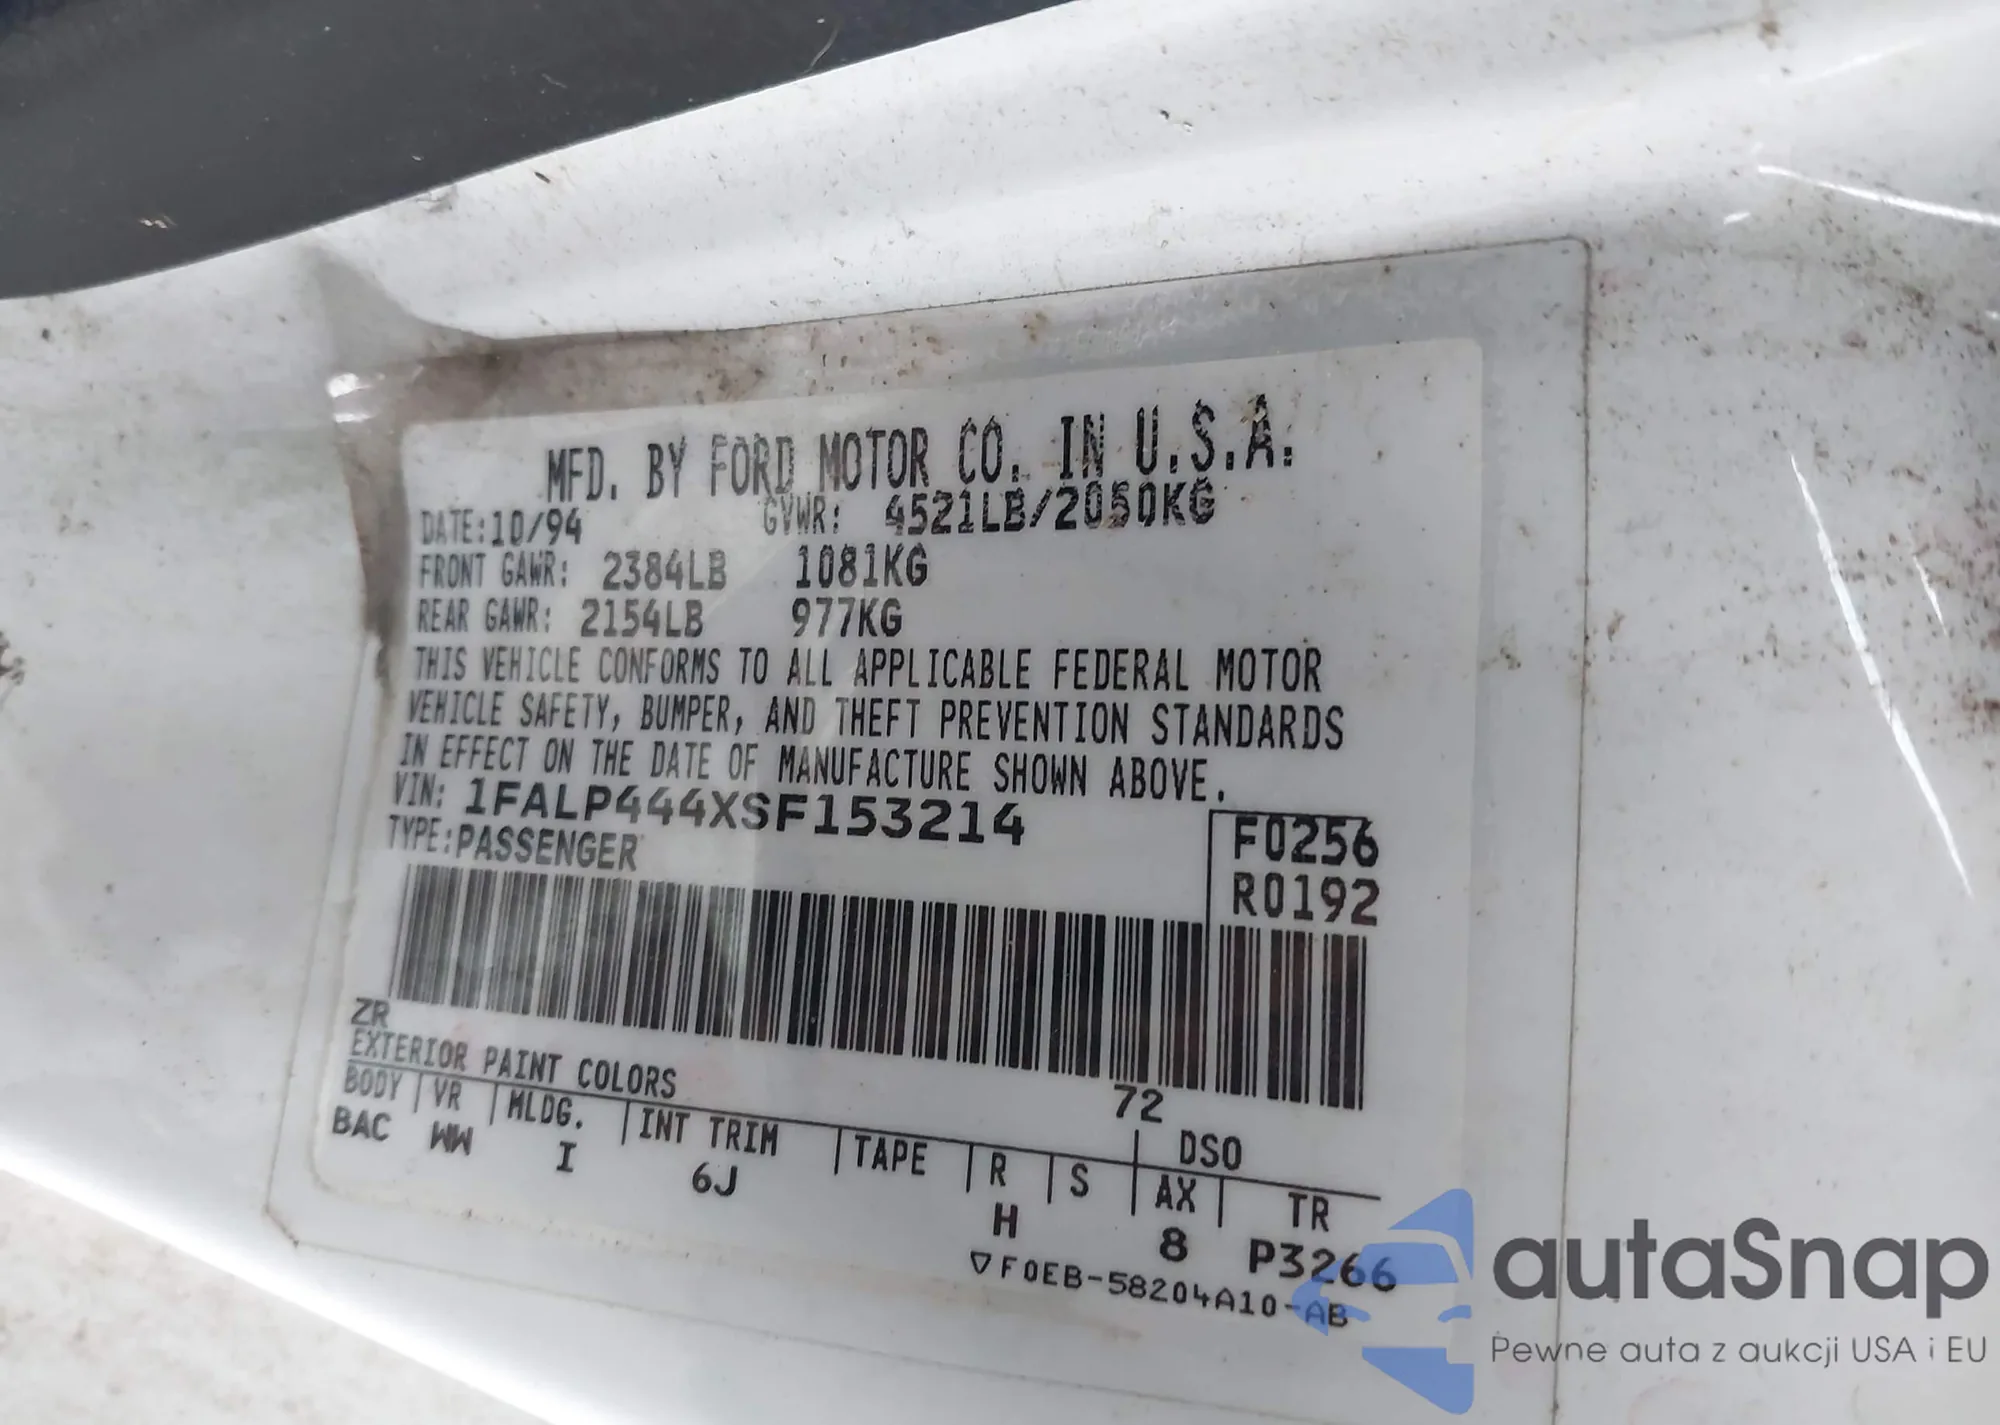 MFD. BY FORD MOTOR CO. IN U.S.A.
DATE:10/94 GVWR: 4521LB/2050KG
FRONT GAWR: 2384LB 1081KG
REAR GAWR: 2154LB 977KG
THIS VEHICLE CONFORMS TO ALL APPLICABLE FEDERAL MOTOR
VEHICLE SAFETY, BUMPER, AND THEFT PREVENTION STANDARDS
IN EFFECT ON THE DATE OF MANUFACTURE SHOWN ABOVE.
VIN: 1FALP444XSF153214
TYPE:PASSENGER
F0256
R0192
ZR
EXTERIOR PAINT COLORS
72
DSO
BODY VR MLDG. INT TRIM TAPE R S AX TR
BAC WW I 6J H 8 P3266
▽F0EB-58204A10-AB
autaSnap
Pewne auta z aukcji USA i EU